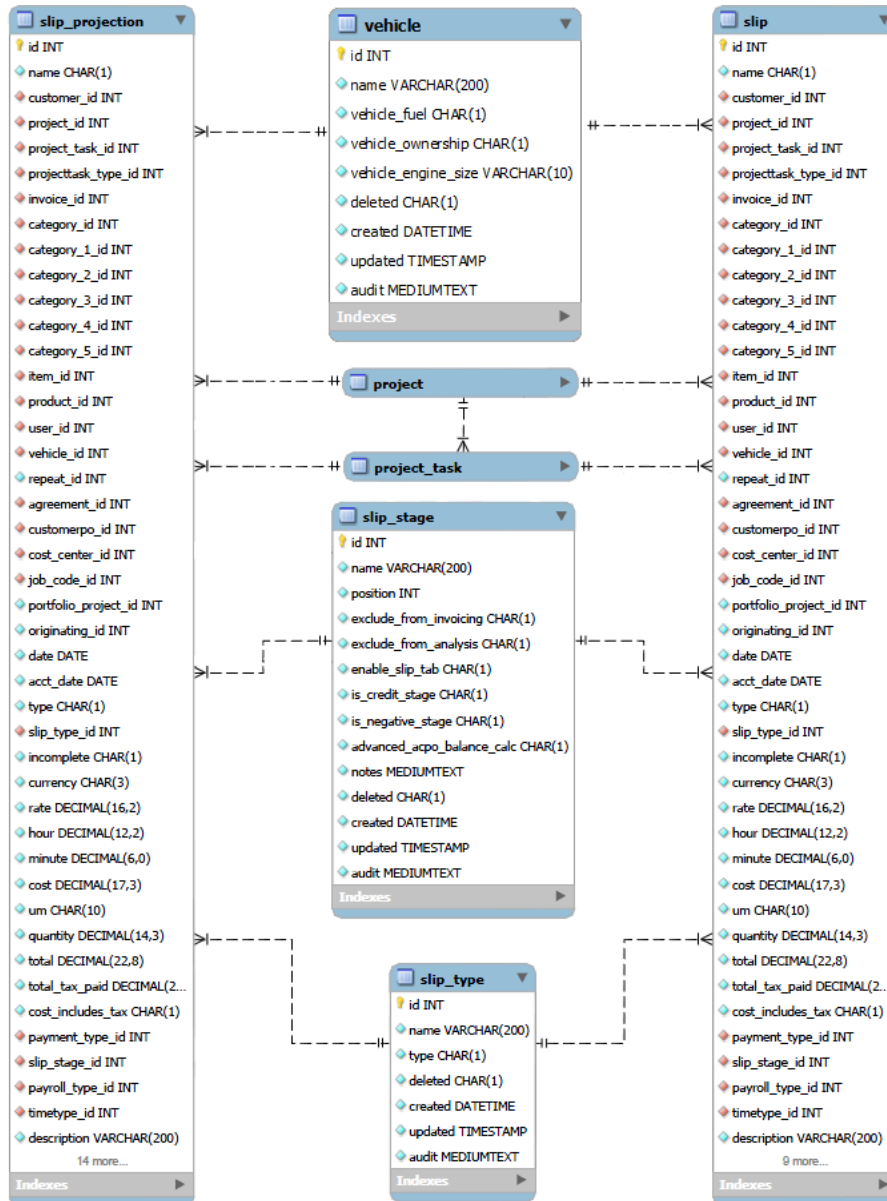 slip_projection
id INT
name CHAR(1)
customer_id INT
project_id INT
project_task_id INT
projecttask_type_id INT
invoice_id INT
category_id INT
category_1_id INT
category_2_id INT
category_3_id INT
category_4_id INT
category_5_id INT
item_id INT
product_id INT
user_id INT
vehicle_id INT
repeat_id INT
agreement_id INT
customerpo_id INT
cost_center_id INT
job_code_id INT
portfolio_project_id INT
originating_id INT
date DATE
acct_date DATE
type CHAR(1)
slip_type_id INT
incomplete CHAR(1)
currency CHAR(3)
rate DECIMAL(16,2)
hour DECIMAL(12,2)
minute DECIMAL(6,0)
cost DECIMAL(17,3)
um CHAR(10)
quantity DECIMAL(14,3)
total DECIMAL(22,8)
total_tax_paid DECIMAL(2...
cost_includes_tax CHAR(1)
payment_type_id INT
slip_stage_id INT
payroll_type_id INT
timetype_id INT
description VARCHAR(200)
14 more...
Indexes
vehicle
id INT
name VARCHAR(200)
vehicle_fuel CHAR(1)
vehicle_ownership CHAR(1)
vehicle_engine_size VARCHAR(10)
deleted CHAR(1)
created DATETIME
updated TIMESTAMP
audit MEDIUMTEXT
Indexes
project
project_task
slip_stage
id INT
name VARCHAR(200)
position INT
exclude_from_invoicing CHAR(1)
exclude_from_analysis CHAR(1)
enable_slip_tab CHAR(1)
is_credit_stage CHAR(1)
is_negative_stage CHAR(1)
advanced_acpo_balance_calc CHAR(1)
notes MEDIUMTEXT
deleted CHAR(1)
created DATETIME
updated TIMESTAMP
audit MEDIUMTEXT
Indexes
slip_type
id INT
name VARCHAR(200)
type CHAR(1)
deleted CHAR(1)
created DATETIME
updated TIMESTAMP
audit MEDIUMTEXT
Indexes
slip
id INT
name CHAR(1)
customer_id INT
project_id INT
project_task_id INT
projecttask_type_id INT
invoice_id INT
category_id INT
category_1_id INT
category_2_id INT
category_3_id INT
category_4_id INT
category_5_id INT
item_id INT
product_id INT
user_id INT
vehicle_id INT
repeat_id INT
agreement_id INT
customerpo_id INT
cost_center_id INT
job_code_id INT
portfolio_project_id INT
originating_id INT
date DATE
acct_date DATE
type CHAR(1)
slip_type_id INT
incomplete CHAR(1)
currency CHAR(3)
rate DECIMAL(16,2)
hour DECIMAL(12,2)
minute DECIMAL(6,0)
cost DECIMAL(17,3)
um CHAR(10)
quantity DECIMAL(14,3)
total DECIMAL(22,8)
total_tax_paid DECIMAL(2...
cost_includes_tax CHAR(1)
payment_type_id INT
slip_stage_id INT
payroll_type_id INT
timetype_id INT
description VARCHAR(200)
9 more...
Indexes